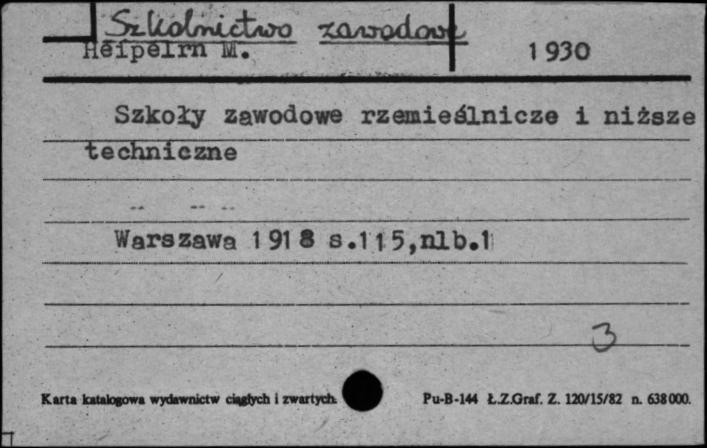 Szkolnictwo zawodowe
Heipelrn M. 1930
Szkoły zawodowe rzemieślnicze i niższe
techniczne
Warszawa 1918 s.115,nlb.1
3
Karta katalogowa wydawnictw ciągłych i zwartych. Pu-B-144 Ł.Z.Graf. Z. 120/15/82 n. 638000.